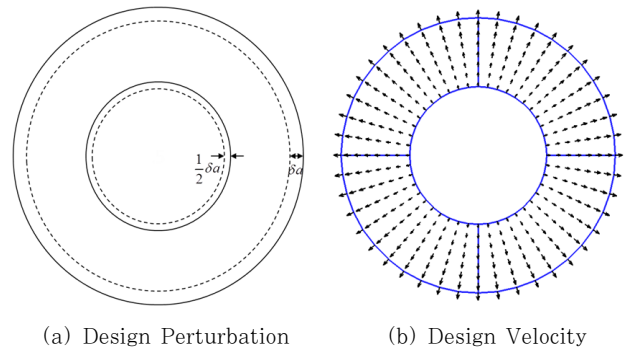 1/2 δa
δa
(a) Design Perturbation
(b) Design Velocity